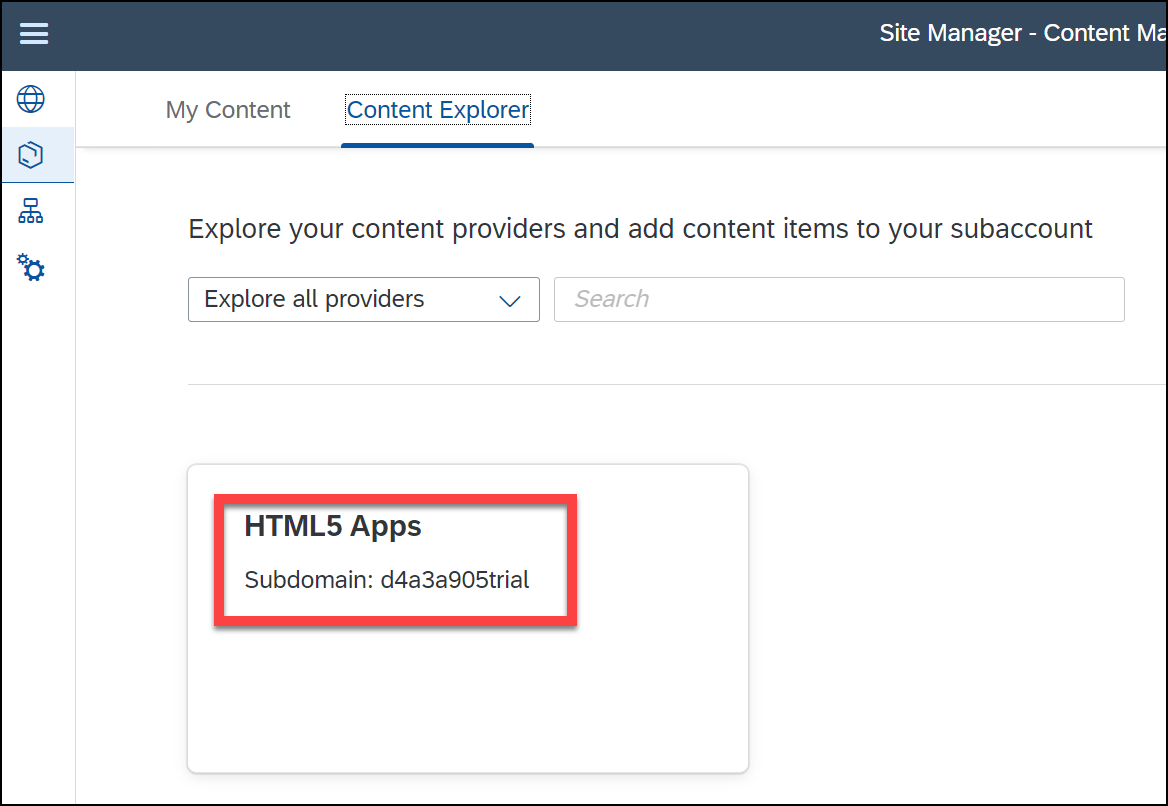 Site Manager - Content Ma
My Content
Content Explorer
Explore your content providers and add content items to your subaccount
Explore all providers
Search
HTML5 Apps
Subdomain: d4a3a905trial